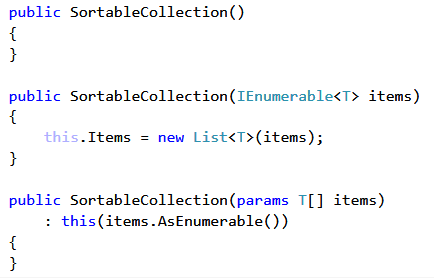 public SortableCollection()
{
}
public SortableCollection(IEnumerable<T> items)
{
this.Items = new List<T>(items);
}
public SortableCollection(params T[] items)
: this(items.AsEnumerable())
{
}